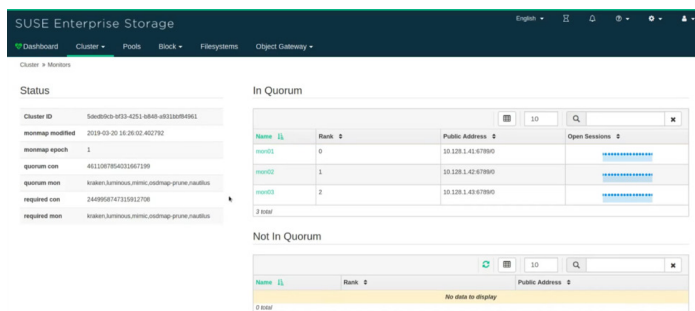 SUSE Enterprise Storage
English
Dashboard Cluster Pools Block Filesystems Object Gateway
Cluster » Monitors
Status
Cluster ID 5dedb9cb-bf33-4251-b848-a931bbf84961
monmap modified 2019-03-20 16:26:02.402792
monmap epoch 1
quorum con 4611087854031667199
quorum mon kraken,luminous,mimic,osdmap-prune,nautilus
required con 2449958747315912708
required mon kraken,luminous,mimic,osdmap-prune,nautilus
In Quorum
10
Name Rank Public Address Open Sessions
mon01 0 10.128.1.41:6789/0
mon02 1 10.128.1.42:6789/0
mon03 2 10.128.1.43:6789/0
3 total
Not In Quorum
10
Name Rank Public Address
No data to display
0 total